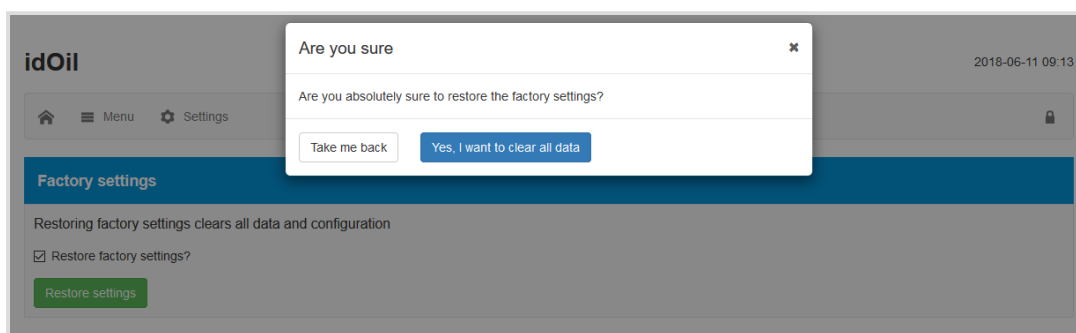 Are you sure
Are you absolutely sure to restore the factory settings?
Take me back
Yes, I want to clear all data
idOil
2018-06-11 09:13
Menu
Settings
Factory settings
Restoring factory settings clears all data and configuration
Restore factory settings?
Restore settings